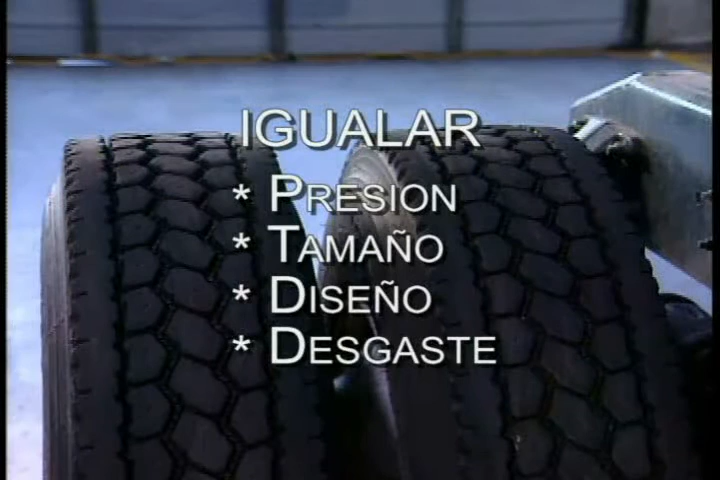 IGUALAR
* PRESION
* TAMAÑO
* DISEÑO
* DESGASTE